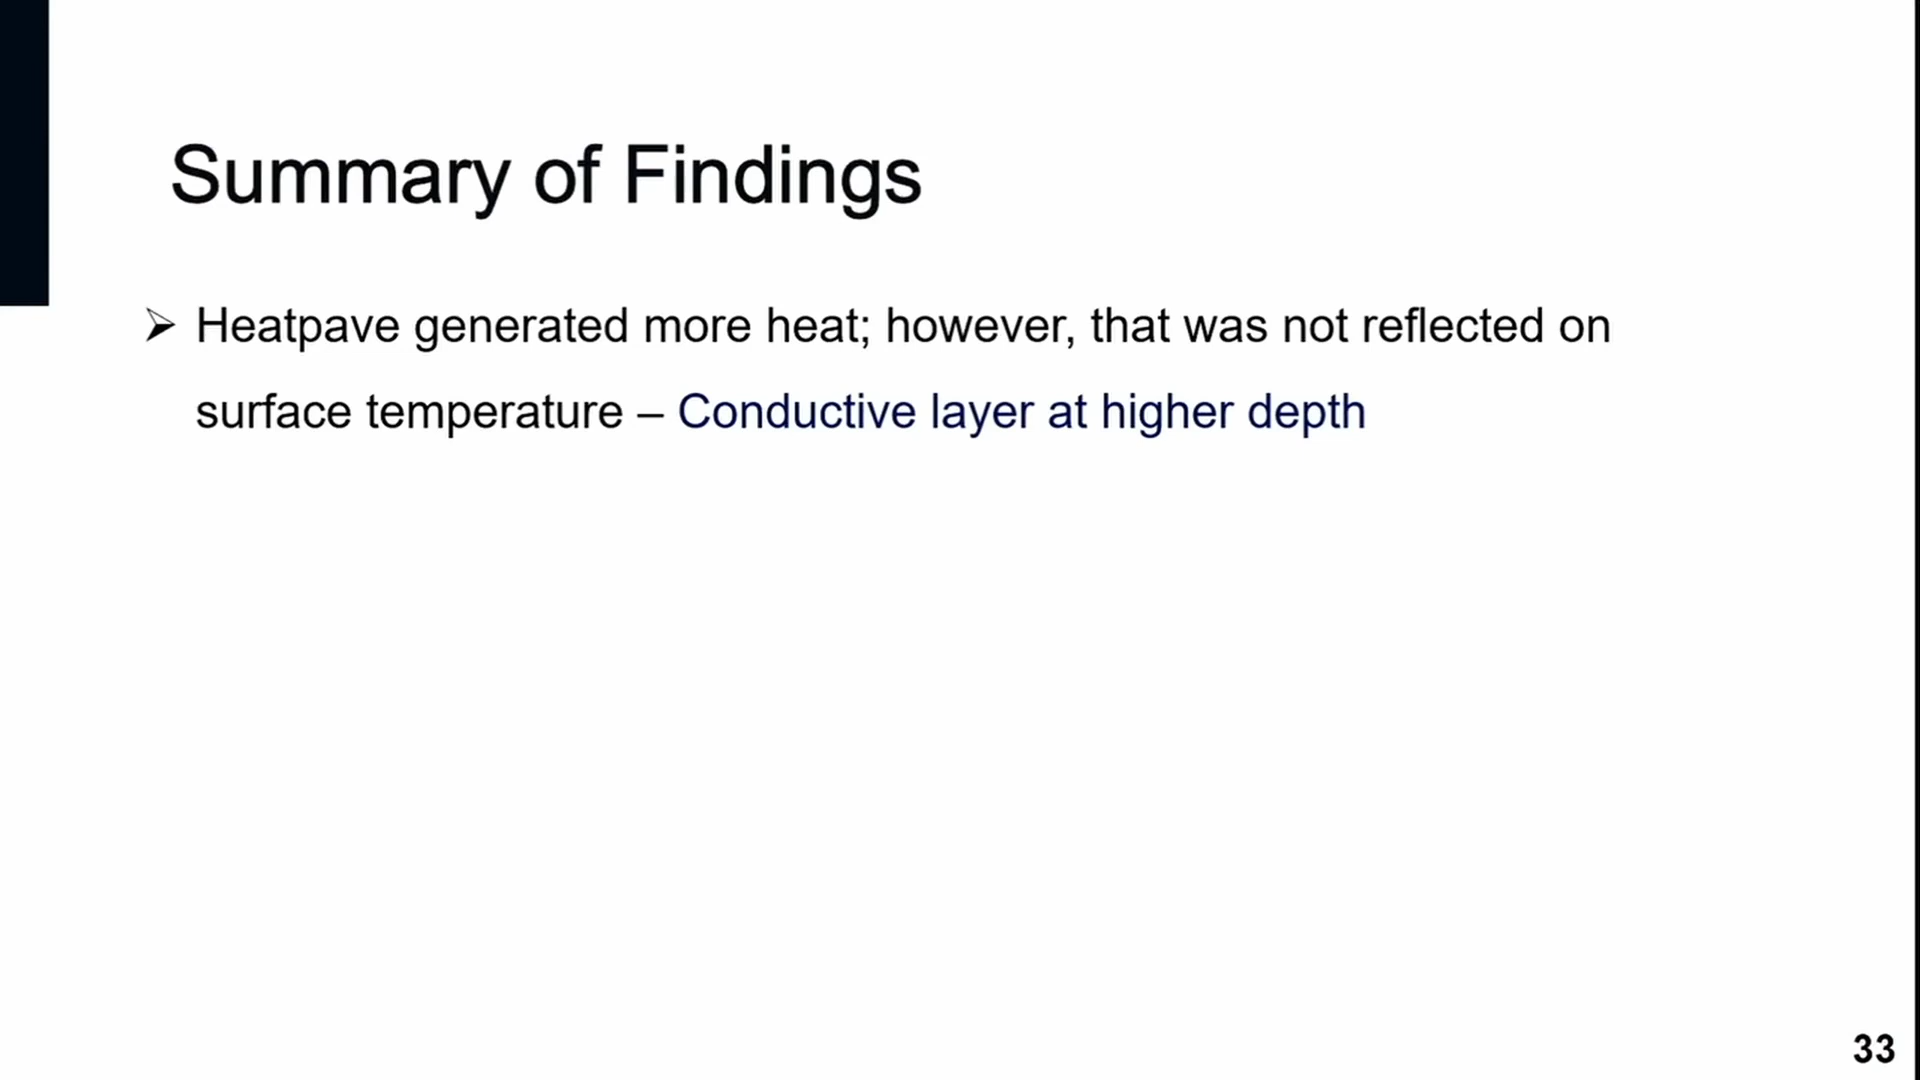 Summary of Findings
➢ Heatpave generated more heat; however, that was not reflected on
surface temperature – Conductive layer at higher depth
33